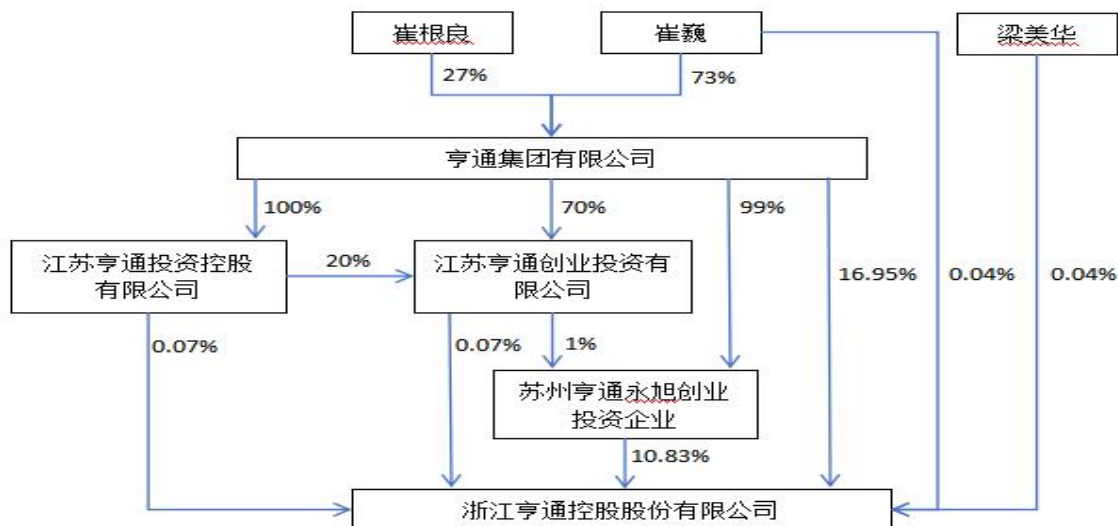 崔根良
崔巍
梁美华
27%
73%
亨通集团有限公司
100%
70%
99%
16.95%
0.04%
0.04%
江苏亨通投资控股
有限公司
20%
江苏亨通创业投资有
限公司
0.07%
0.07%
1%
苏州亨通永旭创业
投资企业
10.83%
浙江亨通控股股份有限公司